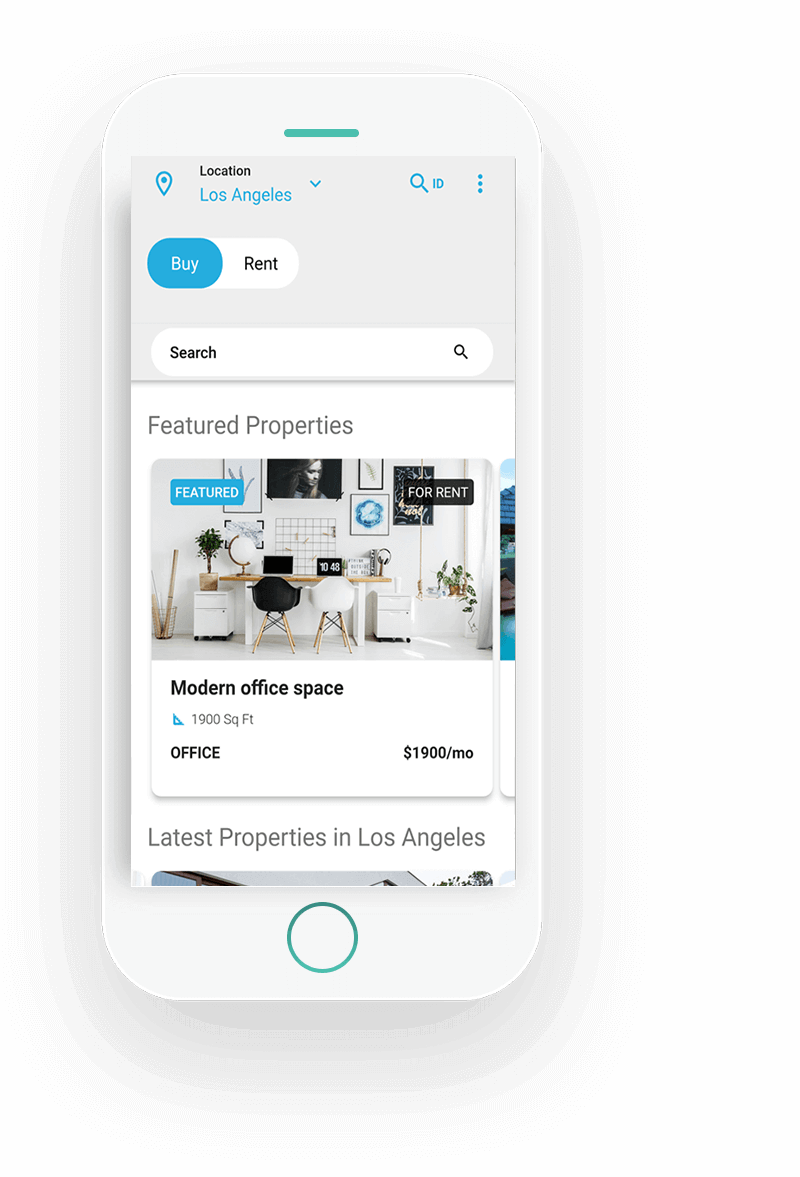 Location
Los Angeles
ID
Buy
Rent
Search
Featured Properties
FEATURED
FOR RENT
10 48
Modern office space
1900 Sq Ft
OFFICE
$1900/mo
Latest Properties in Los Angeles